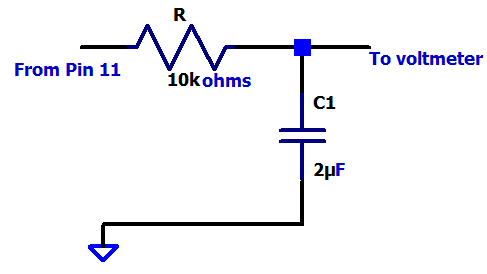 R
From Pin 11
10k ohms
To voltmeter
C1
2µF